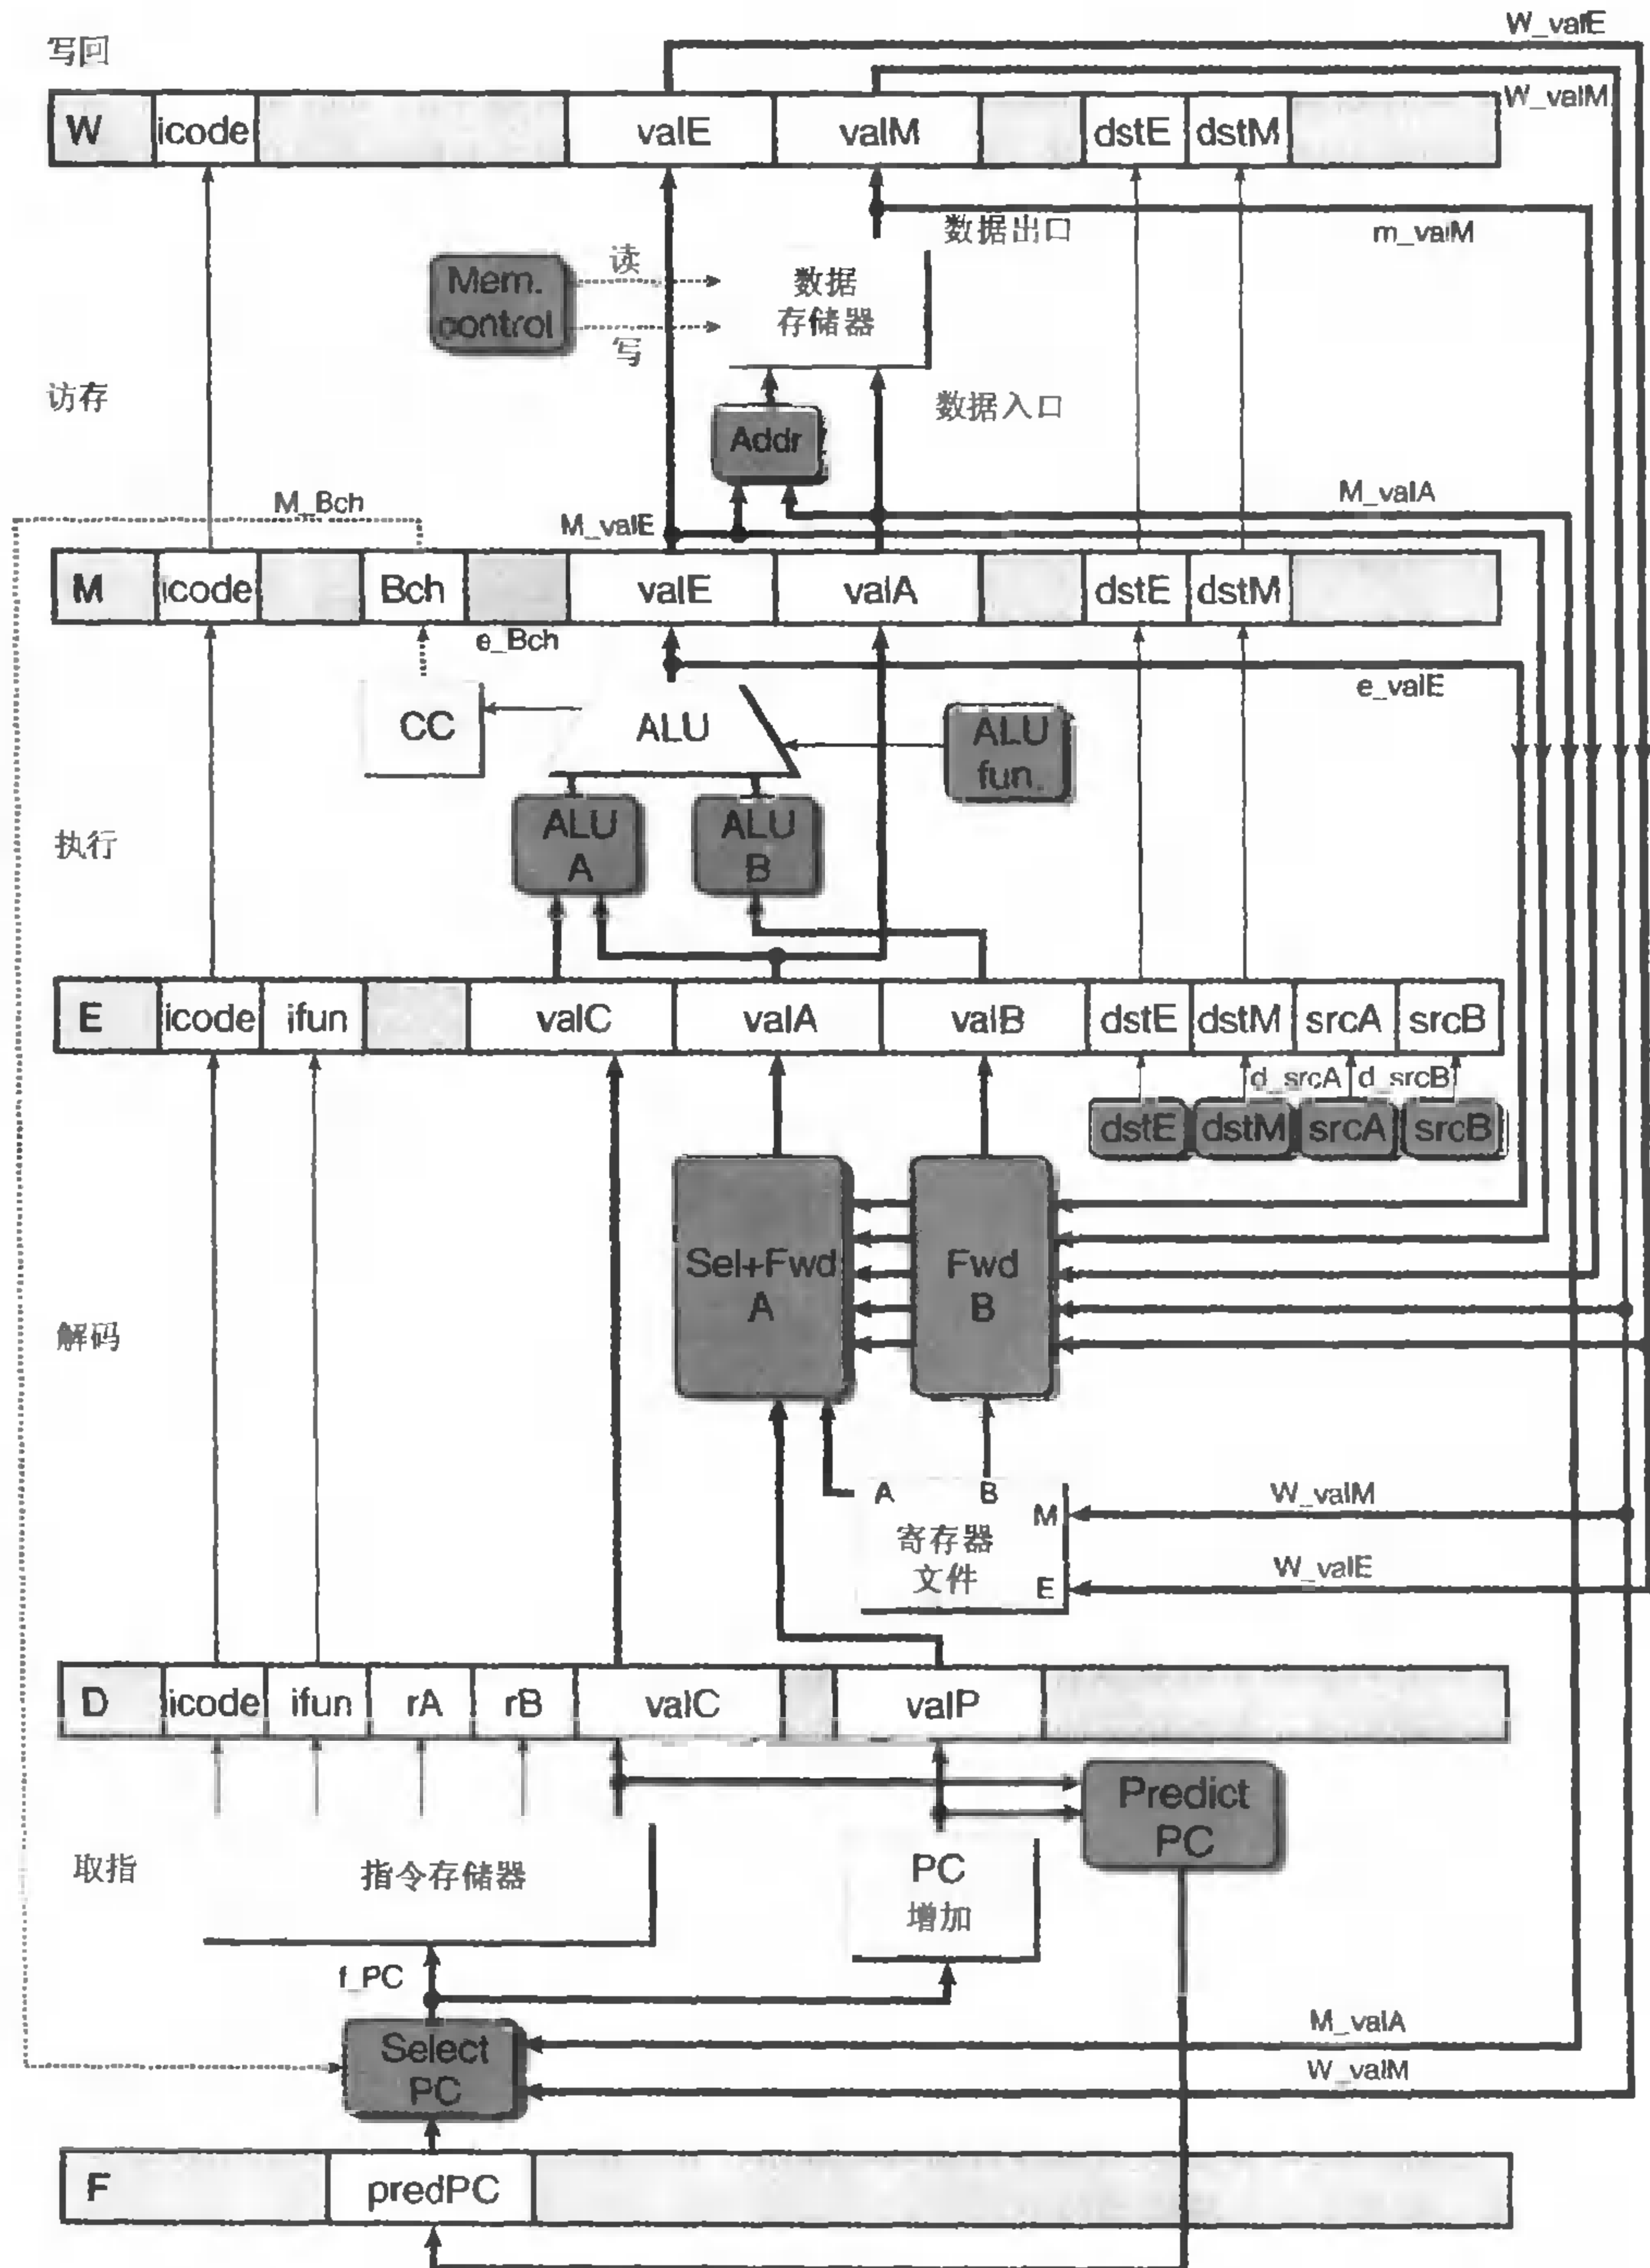 W_valE
写回
W_valM
W icode valE valM dstE dstM
数据出口
m_valM
Mem.
control
读
写
数据
存储器
访存
数据入口
Addr
M_Bch
M_valE
M_valA
M icode Bch valE valA dstE dstM
e_Bch
e_valE
CC
ALU
ALU
fun.
执行
ALU
A
ALU
B
E icode ifun valC valA valB dstE dstM srcA srcB
d_srcA d_srcB
dstE dstM srcA srcB
Sel+Fwd
A
Fwd
B
解码
A B
M
W_valM
寄存器
文件
E
W_valE
D icode ifun rA rB valC valP
Predict
PC
取指
指令存储器
PC
增加
f_PC
M_valA
Select
PC
W_valM
F predPC